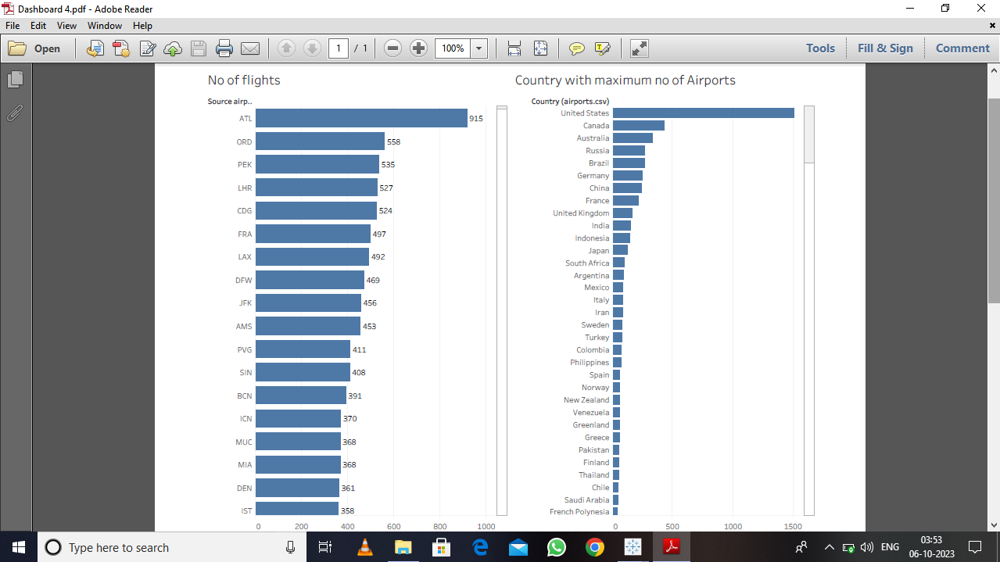 Dashboard 4.pdf - Adobe Reader
File Edit View Window Help
Open 1 / 1 100% Tools Fill & Sign Comment
No of flights
Source airp..
ATL 915
ORD 558
PEK 535
LHR 527
CDG 524
FRA 497
LAX 492
DFW 469
JFK 456
AMS 453
PVG 411
SIN 408
BCN 391
ICN 370
MUC 368
MIA 368
DEN 361
IST 358
0 200 400 600 800 1000
Country with maximum no of Airports
Country (airports.csv)
United States
Canada
Australia
Russia
Brazil
Germany
China
France
United Kingdom
India
Indonesia
Japan
South Africa
Argentina
Mexico
Italy
Iran
Sweden
Turkey
Colombia
Philippines
Spain
Norway
New Zealand
Venezuela
Greenland
Greece
Pakistan
Finland
Thailand
Chile
Saudi Arabia
French Polynesia
0 500 1000 1500
Type here to search
ENG
03:53
06-10-2023